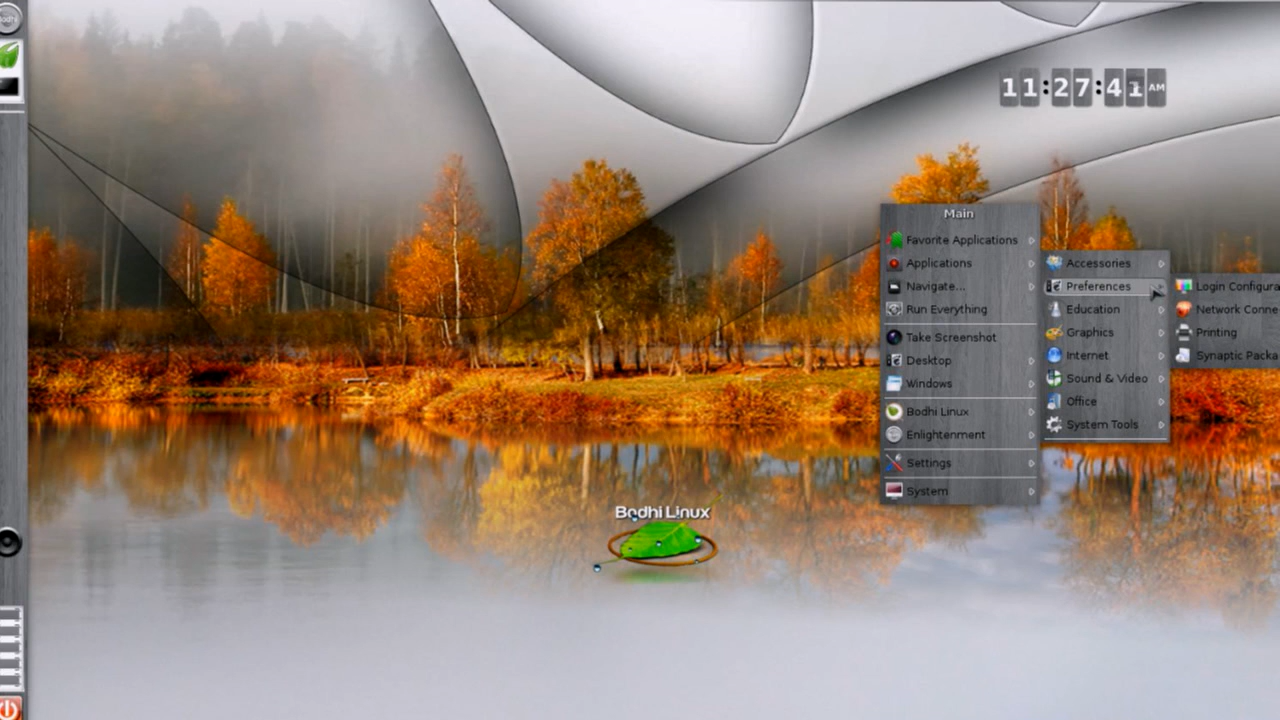 Bodhi
11:27:41 AM
Main
Favorite Applications
Applications
Navigate...
Run Everything
Take Screenshot
Desktop
Windows
Bodhi Linux
Enlightenment
Settings
System
Accessories
Preferences
Education
Graphics
Internet
Sound & Video
Office
System Tools
Login Configura
Network Conne
Printing
Synaptic Packa
Bodhi Linux